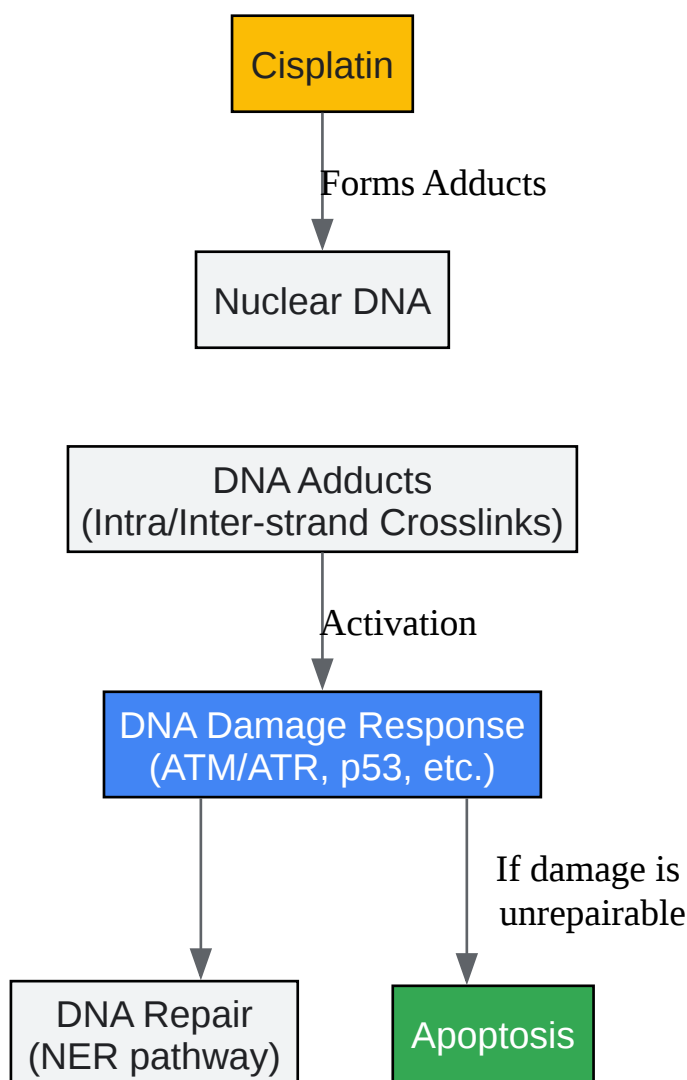 Cisplatin
Forms Adducts
Nuclear DNA
DNA Adducts
(Intra/Inter-strand Crosslinks)
Activation
DNA Damage Response
(ATM/ATR, p53, etc.)
If damage is
unrepairable
DNA Repair
(NER pathway)
Apoptosis